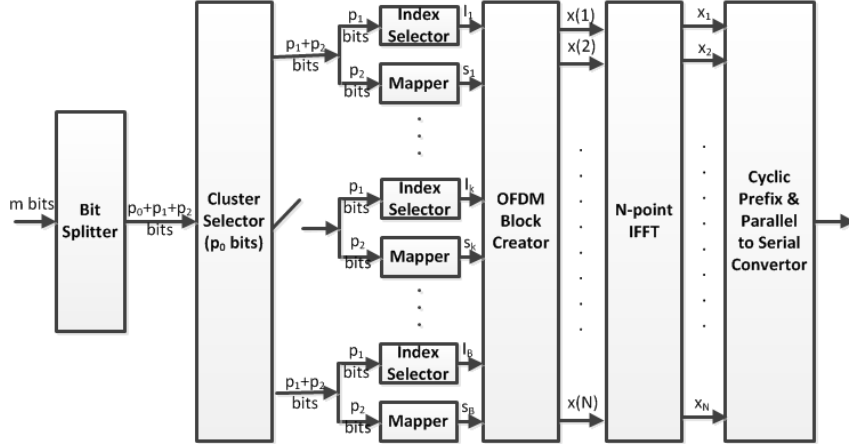 m bits
Bit
Splitter
p₀+p₁+p₂
bits
Cluster
Selector
(p₀ bits)
p₁+p₂
bits
p₁
bits
Index
Selector
I₁
p₂
bits
Mapper
s₁
p₁
bits
Index
Selector
Iₖ
p₂
bits
Mapper
sₖ
p₁+p₂
bits
p₁
bits
Index
Selector
I_B
p₂
bits
Mapper
s_B
OFDM
Block
Creator
x(1)
x(2)
x(N)
N-point
IFFT
x₁
x₂
x_N
Cyclic
Prefix &
Parallel
to Serial
Convertor